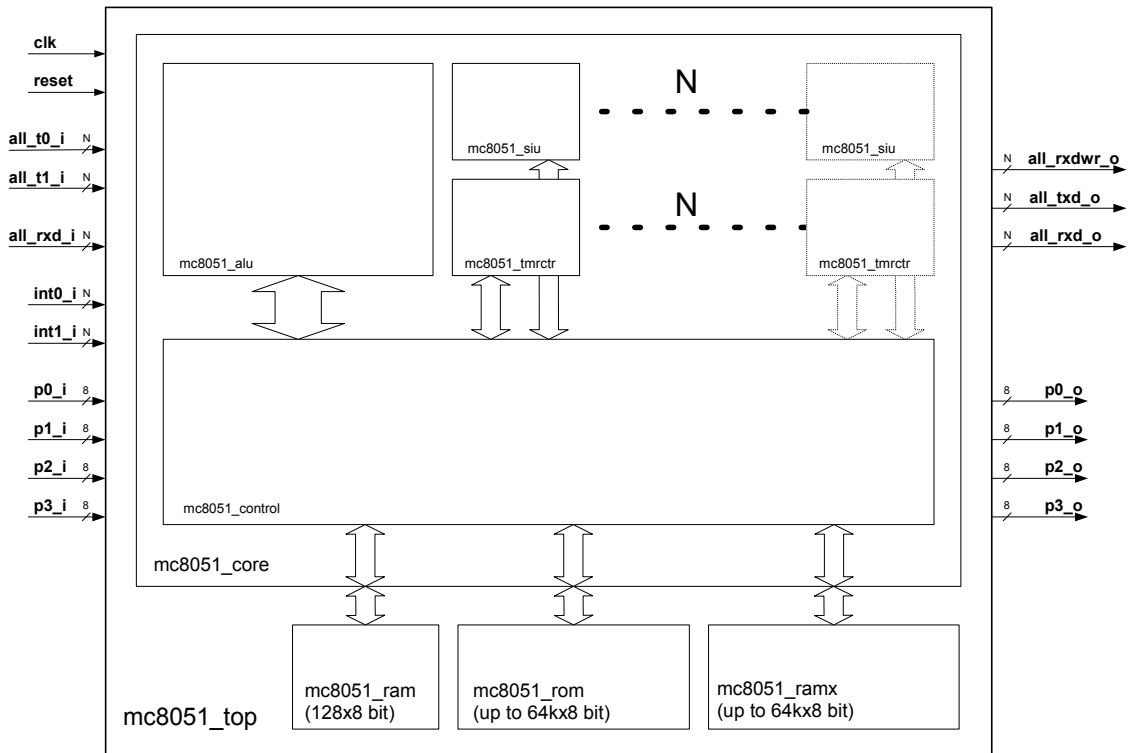 clk
reset
all_t0_i N
all_t1_i N
all_rxd_i N
int0_i N
int1_i N
p0_i 8
p1_i 8
p2_i 8
p3_i 8
N
N
mc8051_alu
mc8051_siu
mc8051_siu
mc8051_tmrctr
mc8051_tmrctr
mc8051_control
mc8051_core
mc8051_ram
(128x8 bit)
mc8051_rom
(up to 64kx8 bit)
mc8051_ramx
(up to 64kx8 bit)
mc8051_top
N all_rxdwr_o
N all_txd_o
N all_rxd_o
8 p0_o
8 p1_o
8 p2_o
8 p3_o